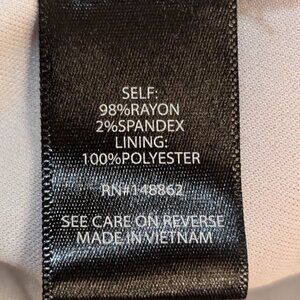 SELF:
98%RAYON
2%SPANDEX
LINING:
100%POLYESTER
RN#148862
SEE CARE ON REVERSE
MADE IN VIETNAM